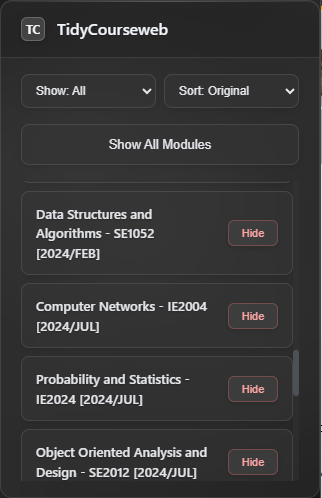 TC TidyCourseweb
Show: All Sort: Original
Show All Modules
Data Structures and
Algorithms - SE1052
[2024/FEB]
Hide
Computer Networks - IE2004
[2024/JUL]
Hide
Probability and Statistics -
IE2024 [2024/JUL]
Hide
Object Oriented Analysis and
Design - SE2012 [2024/JUL]
Hide